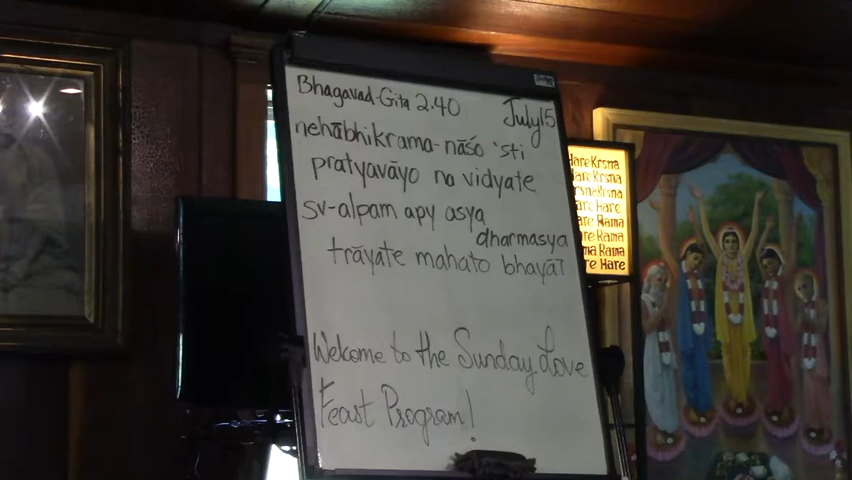 Bhagavad-Gita 2.40
July 15
nehābhikrama-nāśo 'sti
pratyavāyo na vidyate
sv-alpam apy asya
dharmasya
trāyate mahato bhayāt
Welcome to the Sunday Love
Feast Program!
Hare Krsna
Hare Krsna
Krsna Krsna
Hare Hare
Hare Rama
Hare Rama
Rama Rama
Hare Hare